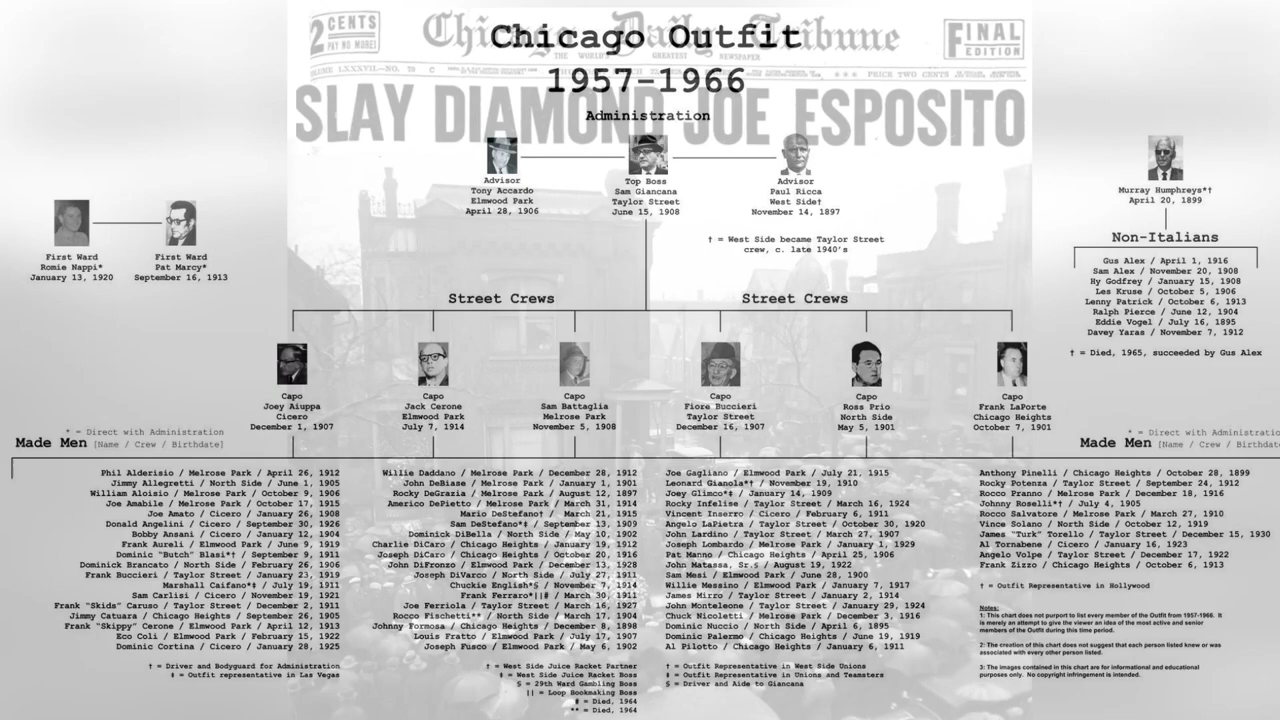 2 CENTS
PAY NO MORE!
Chicago Daily Tribune
THE WORLD'S GREATEST NEWSPAPER
FINAL
EDITION
Chicago Outfit
1957-1966
VOLUME LXXXVII.—NO. 70 C
PRICE TWO CENTS
SLAY DIAMOND JOE ESPOSITO
Administration
Advisor
Tony Accardo
Elmwood Park
April 28, 1906
Top Boss
Sam Giancana
Taylor Street
June 15, 1908
Advisor
Paul Ricca
West Side†
November 14, 1897
† = West Side became Taylor Street
crew, c. late 1940's
Murray Humphreys*†
April 20, 1899
Non-Italians
Gus Alex / April 1, 1916
Sam Alex / November 20, 1908
Hy Godfrey / January 15, 1908
Les Kruse / October 5, 1906
Lenny Patrick / October 6, 1913
Ralph Pierce / June 12, 1904
Eddie Vogel / July 16, 1895
Davey Yaras / November 7, 1912
† = Died, 1965, succeeded by Gus Alex
First Ward
Romie Nappi*
January 13, 1920
First Ward
Pat Marcy*
September 16, 1913
Street Crews
Street Crews
Capo
Joey Aiuppa
Cicero
December 1, 1907
Capo
Jack Cerone
Elmwood Park
July 7, 1914
Capo
Sam Battaglia
Melrose Park
November 5, 1908
Capo
Fiore Buccieri
Taylor Street
December 16, 1907
Capo
Ross Prio
North Side
May 5, 1901
Capo
Frank LaPorte
Chicago Heights
October 7, 1901
* = Direct with Administration
Made Men [Name / Crew / Birthdate]
* = Direct with Administratio
Made Men [Name / Crew / Birthdat
Phil Alderisio / Melrose Park / April 26, 1912
Jimmy Allegretti / North Side / June 1, 1905
William Aloisio / Melrose Park / October 9, 1906
Joe Amabile / Melrose Park / October 17, 1915
Joe Amato / Cicero / January 26, 1908
Donald Angelini / Cicero / September 30, 1926
Bobby Ansani / Cicero / January 12, 1904
Frank Aureli / Elmwood Park / June 9, 1919
Dominic "Butch" Blasi*† / September 9, 1911
Dominick Brancato / North Side / February 26, 1906
Frank Buccieri / Taylor Street / January 23, 1919
Marshall Caifano*‡ / July 19, 1911
Sam Carlisi / Cicero / November 19, 1921
Frank "Skids" Caruso / Taylor Street / December 2, 1911
Jimmy Catuara / Chicago Heights / September 26, 1905
Frank "Skippy" Cerone / Elmwood Park / April 12, 1913
Eco Coli / Elmwood Park / February 15, 1922
Dominic Cortina / Cicero / January 28, 1925
† = Driver and Bodyguard for Administration
‡ = Outfit representative in Las Vegas
Willie Daddano / Melrose Park / December 28, 1912
John DeBiase / Melrose Park / January 1, 1901
Rocky DeGrazia / Melrose Park / August 12, 1897
Americo DePietto / Melrose Park / March 31, 1914
Mario DeStefano† / March 21, 1915
Sam DeStefano*‡ / September 13, 1909
Dominick DiBella / North Side / May 10, 1902
Charlie DiCaro / Chicago Heights / January 19, 1912
Joseph DiCaro / Chicago Heights / October 20, 1916
John DiFronzo / Elmwood Park / December 13, 1928
Joseph DiVarco / North Side / July 27, 1911
Chuckie English*§ / November 7, 1914
Frank Ferraro*||# / March 30, 1911
Joe Ferriola / Taylor Street / March 16, 1927
Rocco Fischetti** / North Side / March 17, 1904
Johnny Formosa / Chicago Heights / December 8, 1898
Louis Fratto / Elmwood Park / July 17, 1907
Joseph Fusco / Elmwood Park / May 6, 1902
† = West Side Juice Racket Partner
‡ = West Side Juice Racket Boss
§ = 29th Ward Gambling Boss
|| = Loop Bookmaking Boss
# = Died, 1964
** = Died, 1964
Joe Gagliano / Elmwood Park / July 21, 1915
Leonard Gianola*† / November 19, 1910
Joey Glimco*‡ / January 14, 1909
Rocky Infelise / Taylor Street / March 16, 1924
Vincent Inserro / Cicero / February 6, 1911
Angelo LaPietra / Taylor Street / October 30, 1920
John Lardino / Taylor Street / March 27, 1907
Joseph Lombardo / Melrose Park / January 1, 1929
Pat Manno / Chicago Heights / April 25, 1906
John Matassa, Sr.§ / August 19, 1922
Sam Mesi / Elmwood Park / June 28, 1900
Willie Messino / Elmwood Park / January 7, 1917
James Mirro / Taylor Street / January 2, 1914
John Monteleone / Taylor Street / January 29, 1924
Chuck Nicoletti / Melrose Park / December 3, 1916
Dominic Nuccio / North Side / April 6, 1895
Dominic Palermo / Chicago Heights / June 19, 1919
Al Pilotto / Chicago Heights / January 6, 1911
† = Outfit Representative in West Side Unions
‡ = Outfit Representative in Unions and Teamsters
§ = Driver and Aide to Giancana
Anthony Pinelli / Chicago Heights / October 28, 1899
Rocky Potenza / Taylor Street / September 24, 1912
Rocco Pranno / Melrose Park / December 18, 1916
Johnny Roselli*† / July 4, 1905
Rocco Salvatore / Melrose Park / March 27, 1910
Vince Solano / North Side / October 12, 1919
James "Turk" Torello / Taylor Street / December 15, 1930
Al Tornabene / Cicero / January 16, 1923
Angelo Volpe / Taylor Street / December 17, 1922
Frank Zizzo / Chicago Heights / October 6, 1913
† = Outfit Representative in Hollywood
Notes:
1: This chart does not purport to list every member of the Outfit from 1957-1966. It
is merely an attempt to give the viewer an idea of the most active and senior
members of the Outfit during this time period.
2: The creation of this chart does not suggest that each person listed knew or was
associated with every other person listed.
3: The images contained in this chart are for informational and educational
purposes only. No copyright infringement is intended.